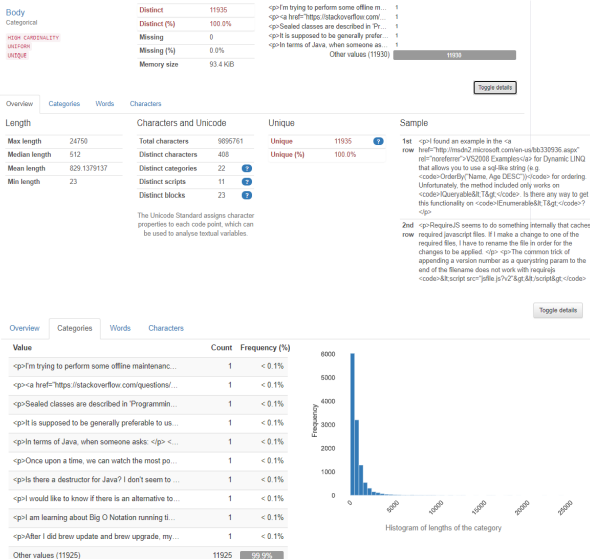 Body
Categorical
HIGH CARDINALITY
UNIFORM
UNIQUE
Distinct 11935
Distinct (%) 100.0%
Missing 0
Missing (%) 0.0%
Memory size 93.4 KiB
<p>I'm trying to perform some offline m... 1
<p><a href="https://stackoverflow.com/... 1
<p>Sealed classes are described in 'Pr... 1
<p>It is supposed to be generally prefer... 1
<p>In terms of Java, when someone as... 1
Other values (11930) 11930
Toggle details
Overview Categories Words Characters
Length
Max length 24750
Median length 512
Mean length 829.1379137
Min length 23
Characters and Unicode
Total characters 9895761
Distinct characters 408
Distinct categories 22 ?
Distinct scripts 11 ?
Distinct blocks 23 ?
The Unicode Standard assigns character
properties to each code point, which can
be used to analyse textual variables.
Unique
Unique 11935 ?
Unique (%) 100.0%
Sample
1st row <p>I found an example in the <a
href="http://msdn2.microsoft.com/en-us/bb330936.aspx"
rel="noreferrer">VS2008 Examples</a> for Dynamic LINQ
that allows you to use a sql-like string (e.g.
<code>OrderBy("Name, Age DESC"))</code> for ordering.
Unfortunately, the method included only works on
<code>IQueryable&lt;T&gt;</code>. Is there any way to get
this functionality on <code>IEnumerable&lt;T&gt;</code>?
</p>
2nd row <p>RequireJS seems to do something internally that caches
required javascript files. If I make a change to one of the
required files, I have to rename the file in order for the
changes to be applied. </p> <p>The common trick of
appending a version number as a querystring param to the
end of the filename does not work with requirejs
<code>&lt;script src="jsfile.js?v2"&gt;&lt;/script&gt;</code>
Toggle details
Overview Categories Words Characters
Value Count Frequency (%)
<p>I'm trying to perform some offline maintenanc... 1 < 0.1%
<p><a href="https://stackoverflow.com/questions/... 1 < 0.1%
<p>Sealed classes are described in 'Programmin... 1 < 0.1%
<p>It is supposed to be generally preferable to us... 1 < 0.1%
<p>In terms of Java, when someone asks: </p> <... 1 < 0.1%
<p>Once upon a time, we can watch the most po... 1 < 0.1%
<p>Is there a destructor for Java? I don't seem to ... 1 < 0.1%
<p>I would like to know if there is an alternative to... 1 < 0.1%
<p>I am learning about Big O Notation running ti... 1 < 0.1%
<p>After I did brew update and brew upgrade, my... 1 < 0.1%
Other values (11925) 11925 99.9%
Frequency
6000
5000
4000
3000
2000
1000
0
0 5000 10000 15000 20000 25000
Histogram of lengths of the category